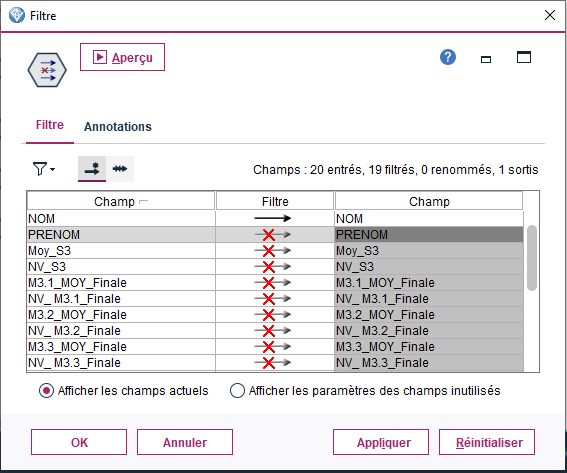 Filtre
Aperçu
?
Filtre Annotations
Champs : 20 entrés, 19 filtrés, 0 renommés, 1 sortis
Champ Filtre Champ
NOM NOM
PRENOM PRENOM
Moy_S3 Moy_S3
NV_S3 NV_S3
M3.1_MOY_Finale M3.1_MOY_Finale
NV_ M3.1_Finale NV_ M3.1_Finale
M3.2_MOY_Finale M3.2_MOY_Finale
NV_ M3.2_Finale NV_ M3.2_Finale
M3.3_MOY_Finale M3.3_MOY_Finale
NV_ M3.3_Finale NV_ M3.3_Finale
Afficher les champs actuels Afficher les paramètres des champs inutilisés
OK Annuler Appliquer Réinitialiser